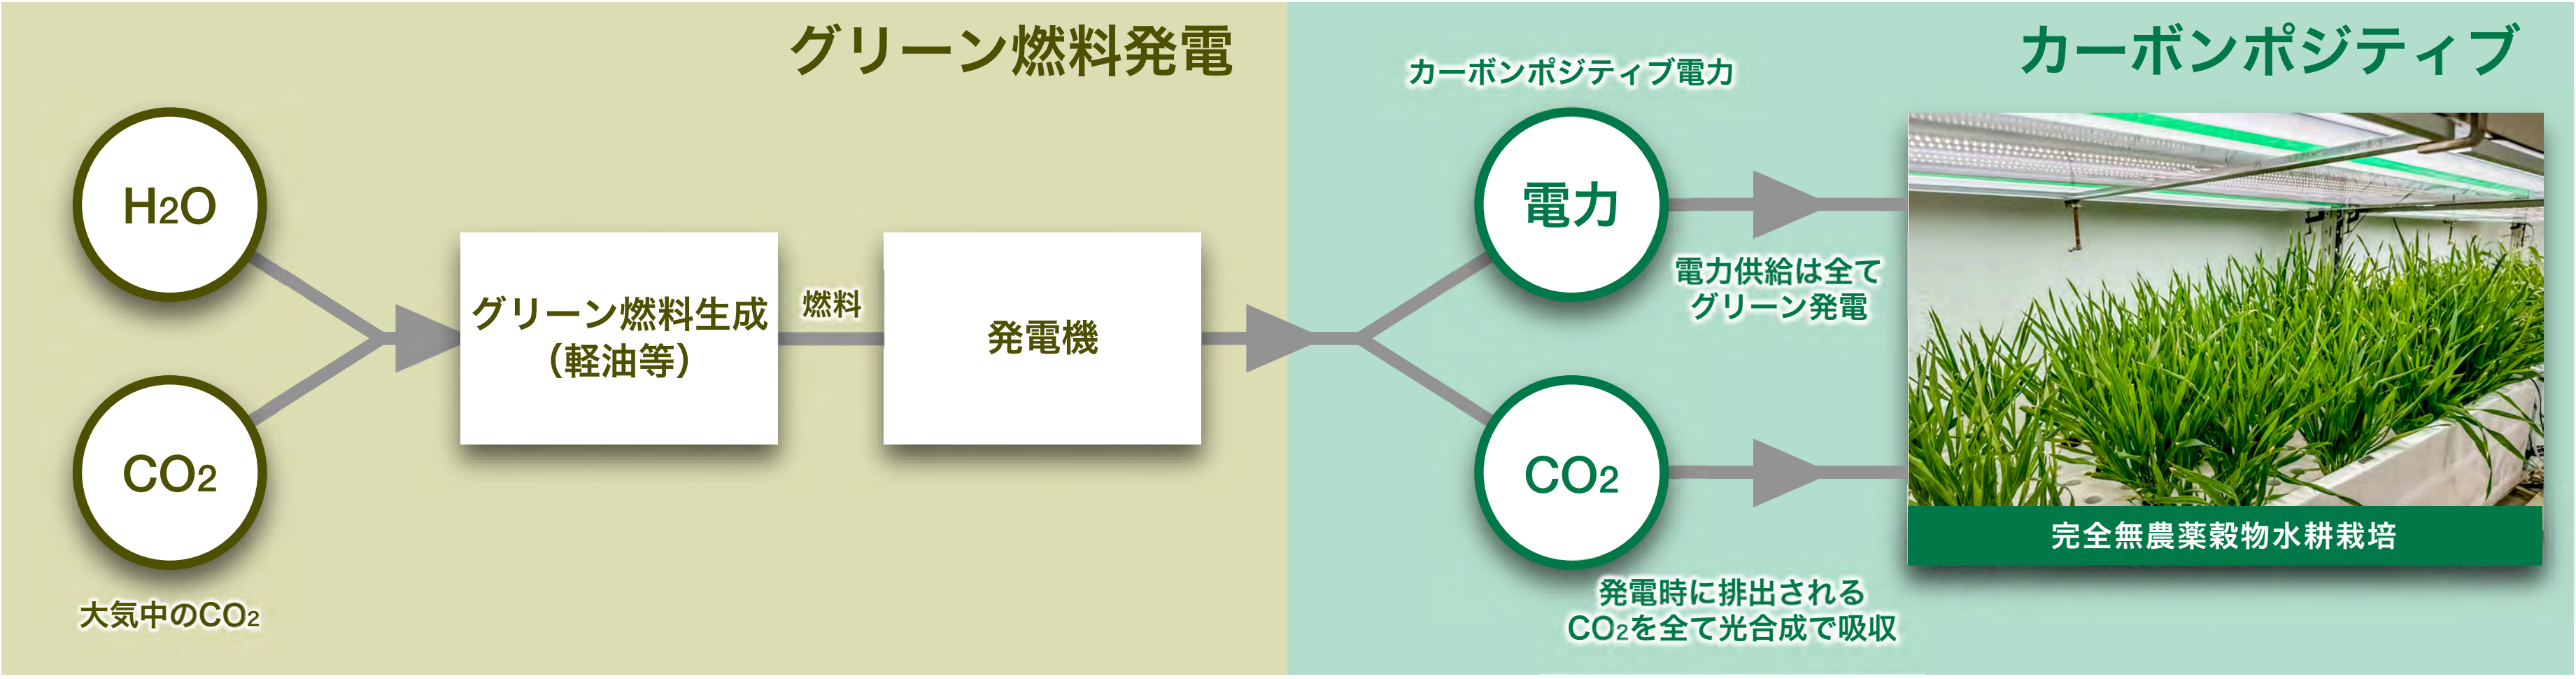 グリーン燃料発電
H2O
CO2
大気中のCO2
グリーン燃料生成
（軽油等）
燃料
発電機
カーボンポジティブ
カーボンポジティブ電力
電力
電力供給は全て
グリーン発電
CO2
発電時に排出される
CO2を全て光合成で吸収
完全無農薬穀物水耕栽培